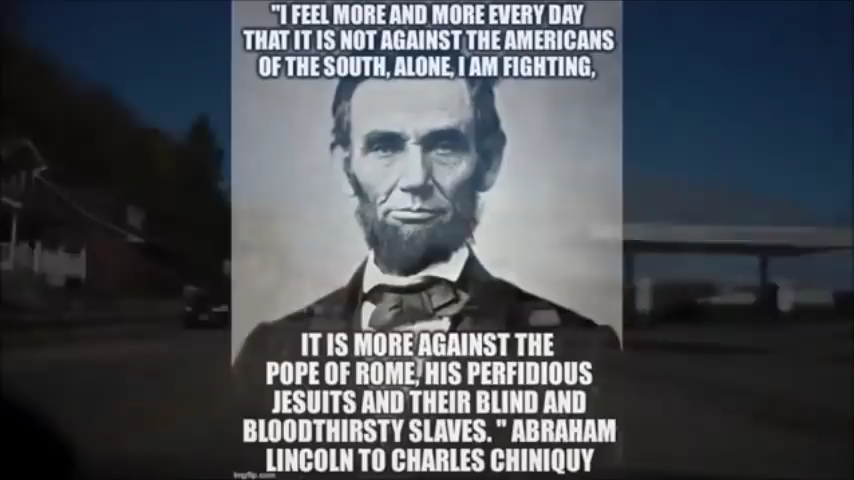 "I FEEL MORE AND MORE EVERY DAY
THAT IT IS NOT AGAINST THE AMERICANS
OF THE SOUTH, ALONE, I AM FIGHTING,
IT IS MORE AGAINST THE
POPE OF ROME, HIS PERFIDIOUS
JESUITS AND THEIR BLIND AND
BLOODTHIRSTY SLAVES. " ABRAHAM
LINCOLN TO CHARLES CHINIQUY
imgflip.com